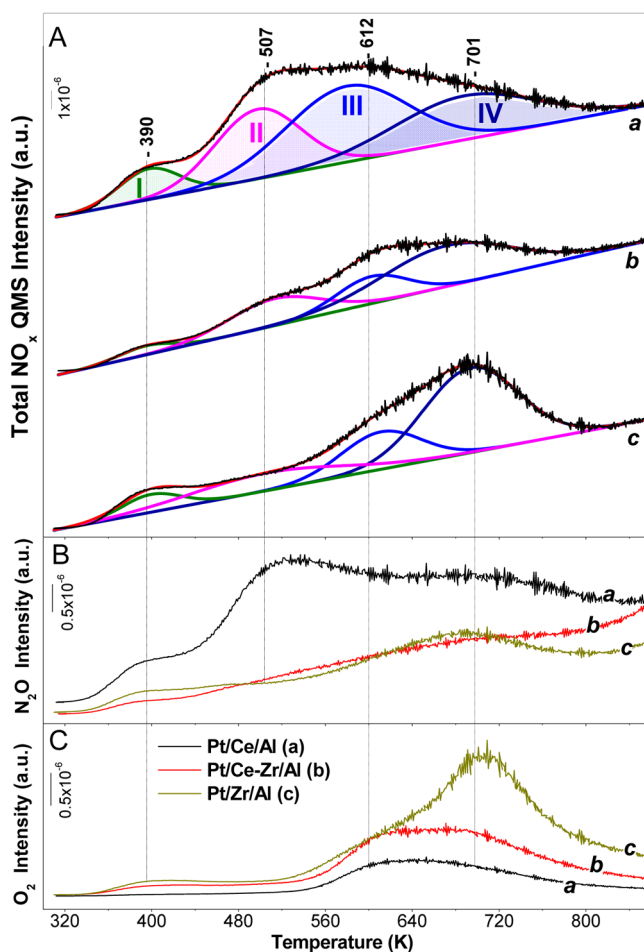 A
390
507
612
701
1x10⁻⁶
I
II
III
IV
a
b
c
Total NOₓ QMS Intensity (a.u.)
B
0.5x10⁻⁶
a
b
c
N₂O Intensity (a.u.)
C
Pt/Ce/Al (a)
Pt/Ce-Zr/Al (b)
Pt/Zr/Al (c)
0.5x10⁻⁶
c
b
a
O₂ Intensity (a.u.)
320 400 480 560 640 720 800
Temperature (K)